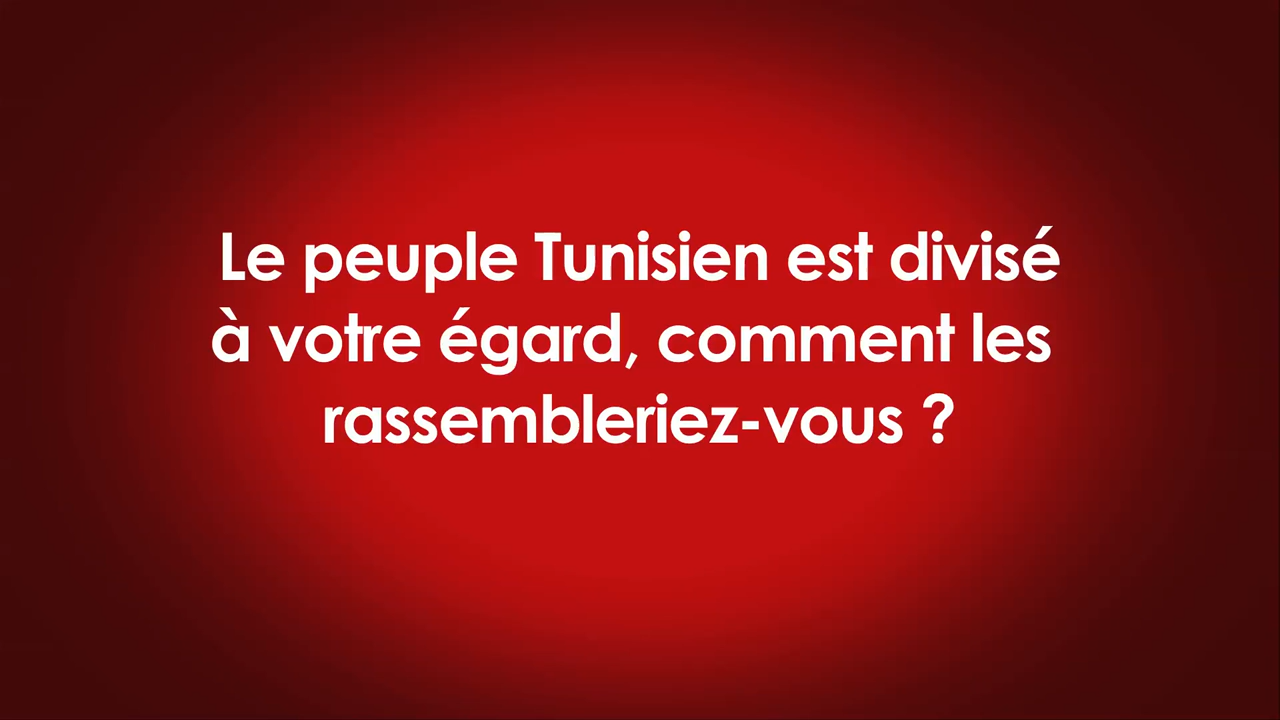 Le peuple Tunisien est divisé
à votre égard, comment les
rassembleriez-vous ?